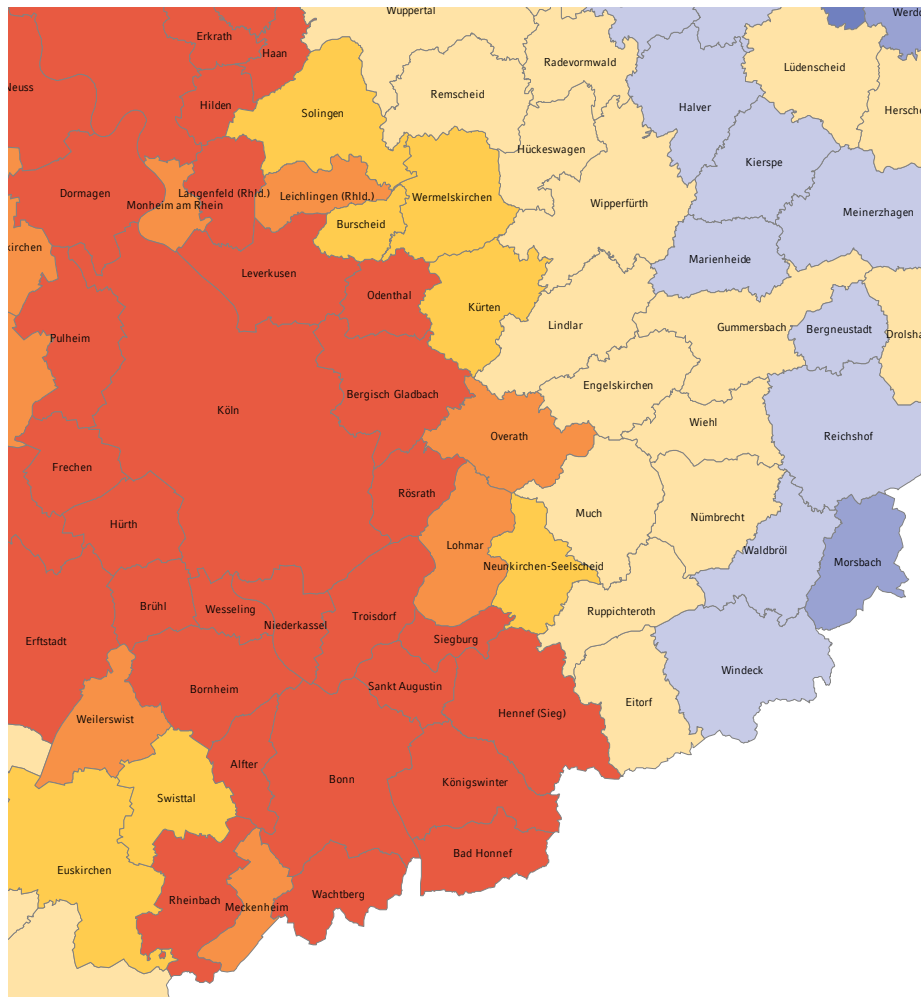 Wuppertal
Erkrath
Haan
Neuss
Hilden
Solingen
Remscheid
Radevormwald
Halver
Lüdenscheid
Hückeswagen
Kierspe
Dormagen
Monheim am Rhein
Langenfeld (Rhld.)
Leichlingen (Rhld.)
Wermelskirchen
Burscheid
Wipperfürth
Meinerzhagen
kirchen
Leverkusen
Marienheide
Odenthal
Kürten
Lindlar
Gummersbach
Bergneustadt
Pulheim
Köln
Bergisch Gladbach
Engelskirchen
Wiehl
Overath
Reichshof
Frechen
Rösrath
Hürth
Much
Nümbrecht
Lohmar
Waldbröl
Neunkirchen-Seelscheid
Morsbach
Brühl
Wesseling
Niederkassel
Troisdorf
Ruppichteroth
Erftstadt
Siegburg
Bornheim
Sankt Augustin
Windeck
Weilerswist
Hennef (Sieg)
Eitorf
Alfter
Bonn
Königswinter
Swisttal
Bad Honnef
Euskirchen
Rheinbach
Meckenheim
Wachtberg